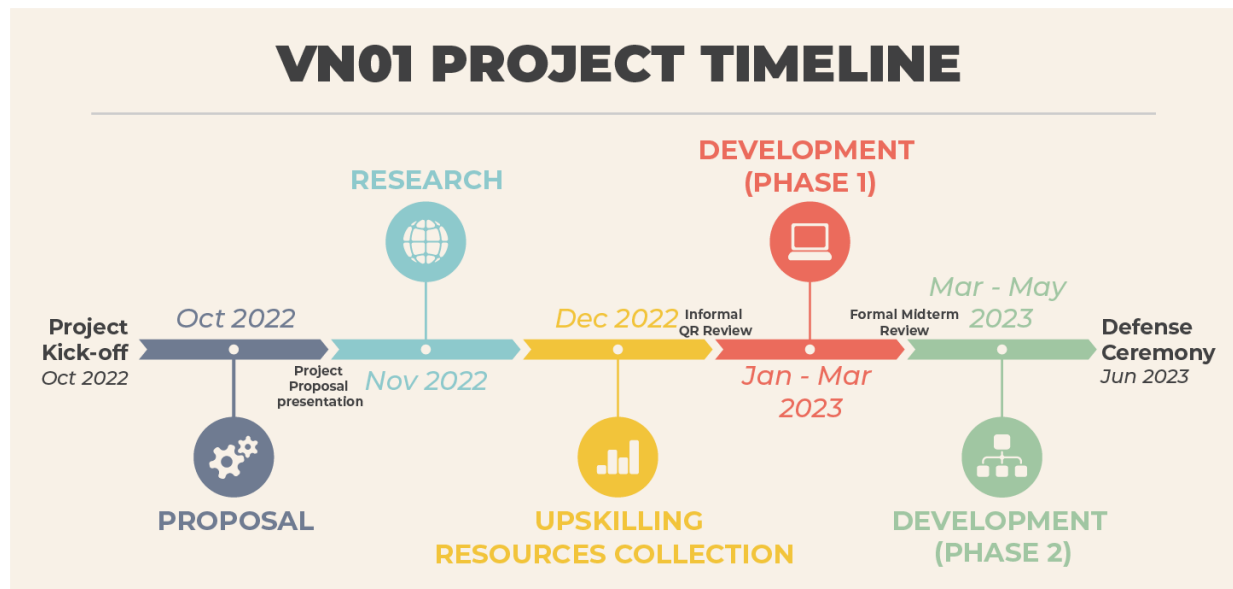 VN01 PROJECT TIMELINE
Project
Kick-off
Oct 2022
Oct 2022
PROPOSAL
Project
Proposal
presentation
RESEARCH
Nov 2022
Dec 2022
UPSKILLING
RESOURCES COLLECTION
Informal
QR Review
DEVELOPMENT
(PHASE 1)
Jan - Mar
2023
Formal Midterm
Review
Mar - May
2023
DEVELOPMENT
(PHASE 2)
Defense
Ceremony
Jun 2023